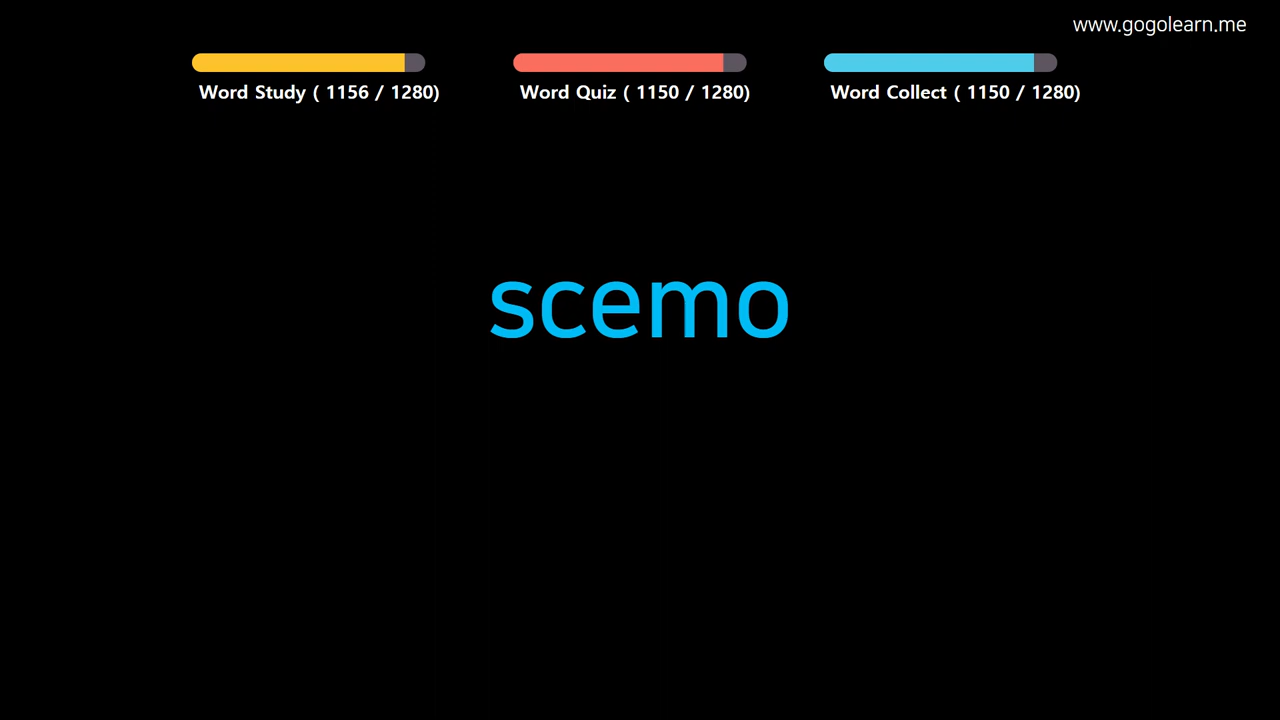 www.gogolearn.me
Word Study ( 1156 / 1280)
Word Quiz ( 1150 / 1280)
Word Collect ( 1150 / 1280)
scemo